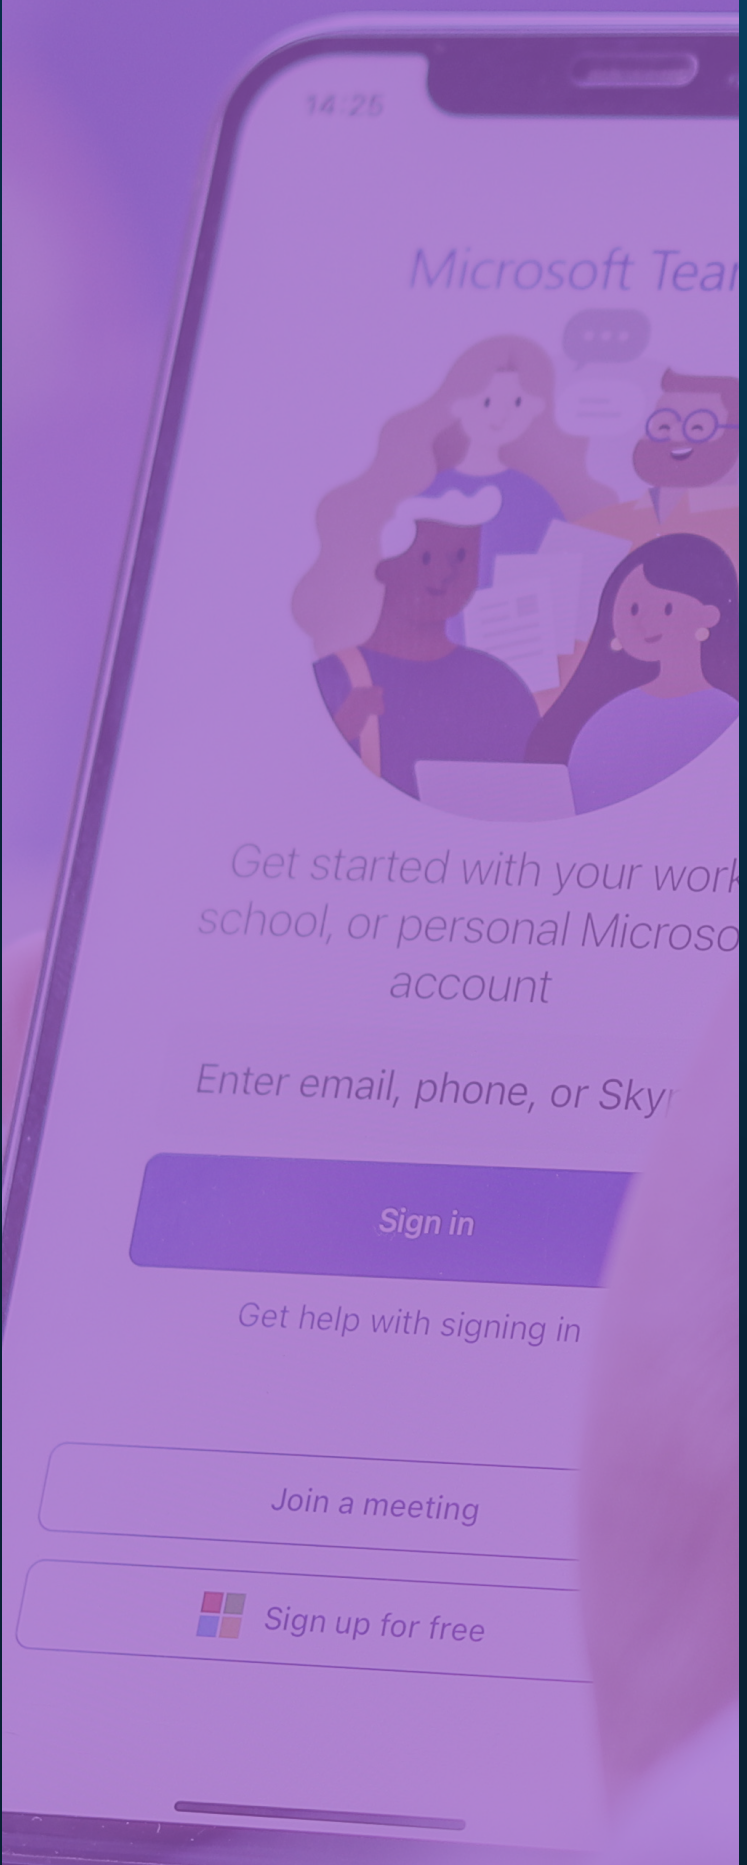 14:25
Microsoft Tea
Get started with your work
school, or personal Microso
account
Enter email, phone, or Sky
Sign in
Get help with signing in
Join a meeting
Sign up for free